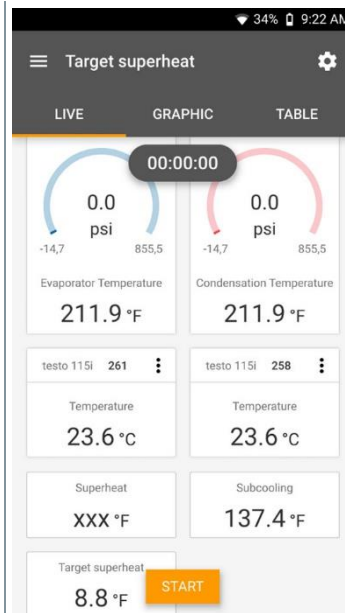 34% 9:22 AM
Target superheat
LIVE GRAPHIC TABLE
00:00:00
0.0 0.0
psi psi
-14,7 855,5 -14,7 855,5
Evaporator Temperature Condensation Temperature
211.9 °F 211.9 °F
testo 115i 261 testo 115i 258
Temperature Temperature
23.6 °C 23.6 °C
Superheat Subcooling
xxx °F 137.4 °F
Target superheat
8.8 °F START